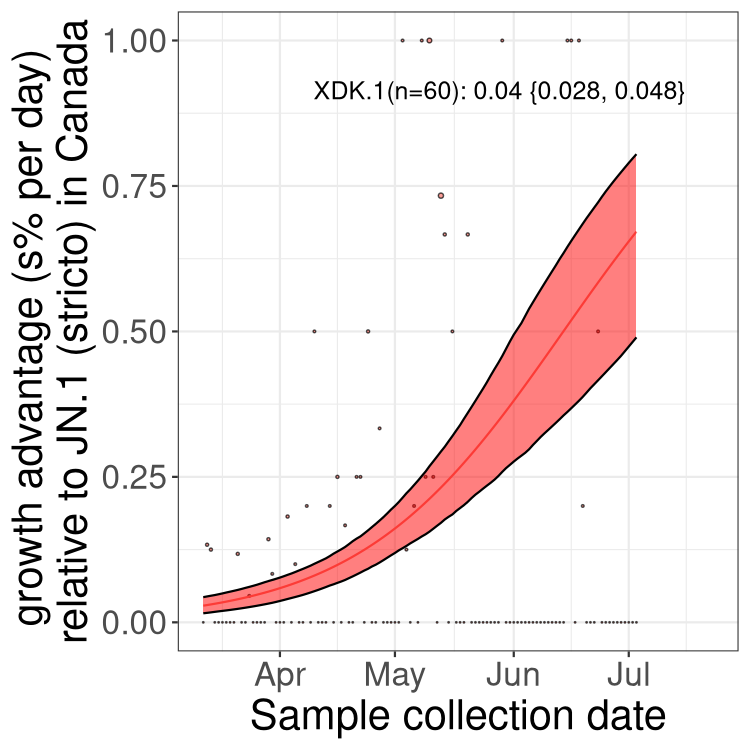 growth advantage (s% per day)
relative to JN.1 (stricto) in Canada
1.00
0.75
0.50
0.25
0.00
XDK.1(n=60): 0.04 {0.028, 0.048}
Apr May Jun Jul
Sample collection date